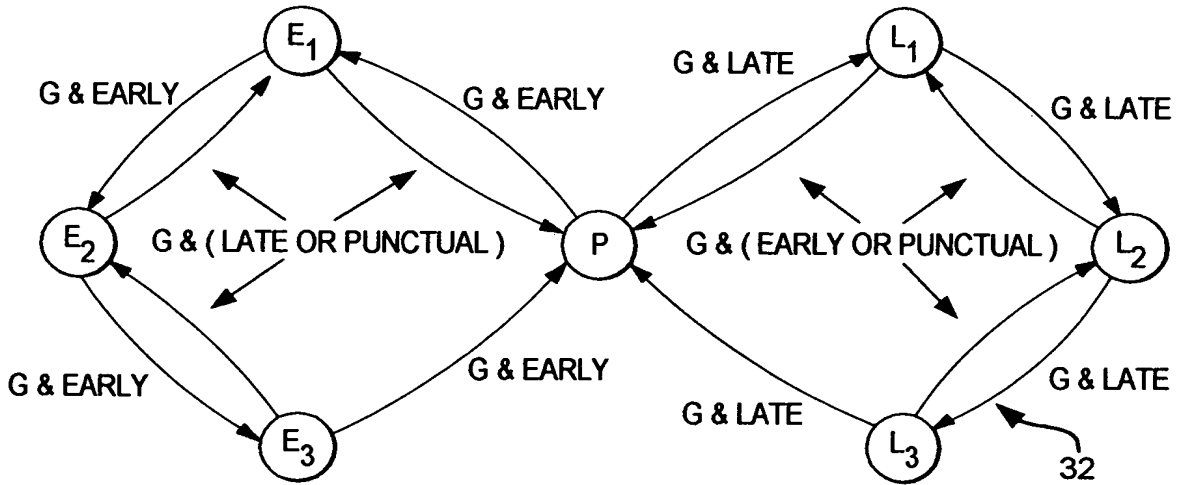 E1
L1
G & LATE
G & EARLY
G & EARLY
G & LATE
E2
G & ( LATE OR PUNCTUAL )
P
G & ( EARLY OR PUNCTUAL )
L2
G & EARLY
G & EARLY
G & LATE
G & LATE
E3
L3
32